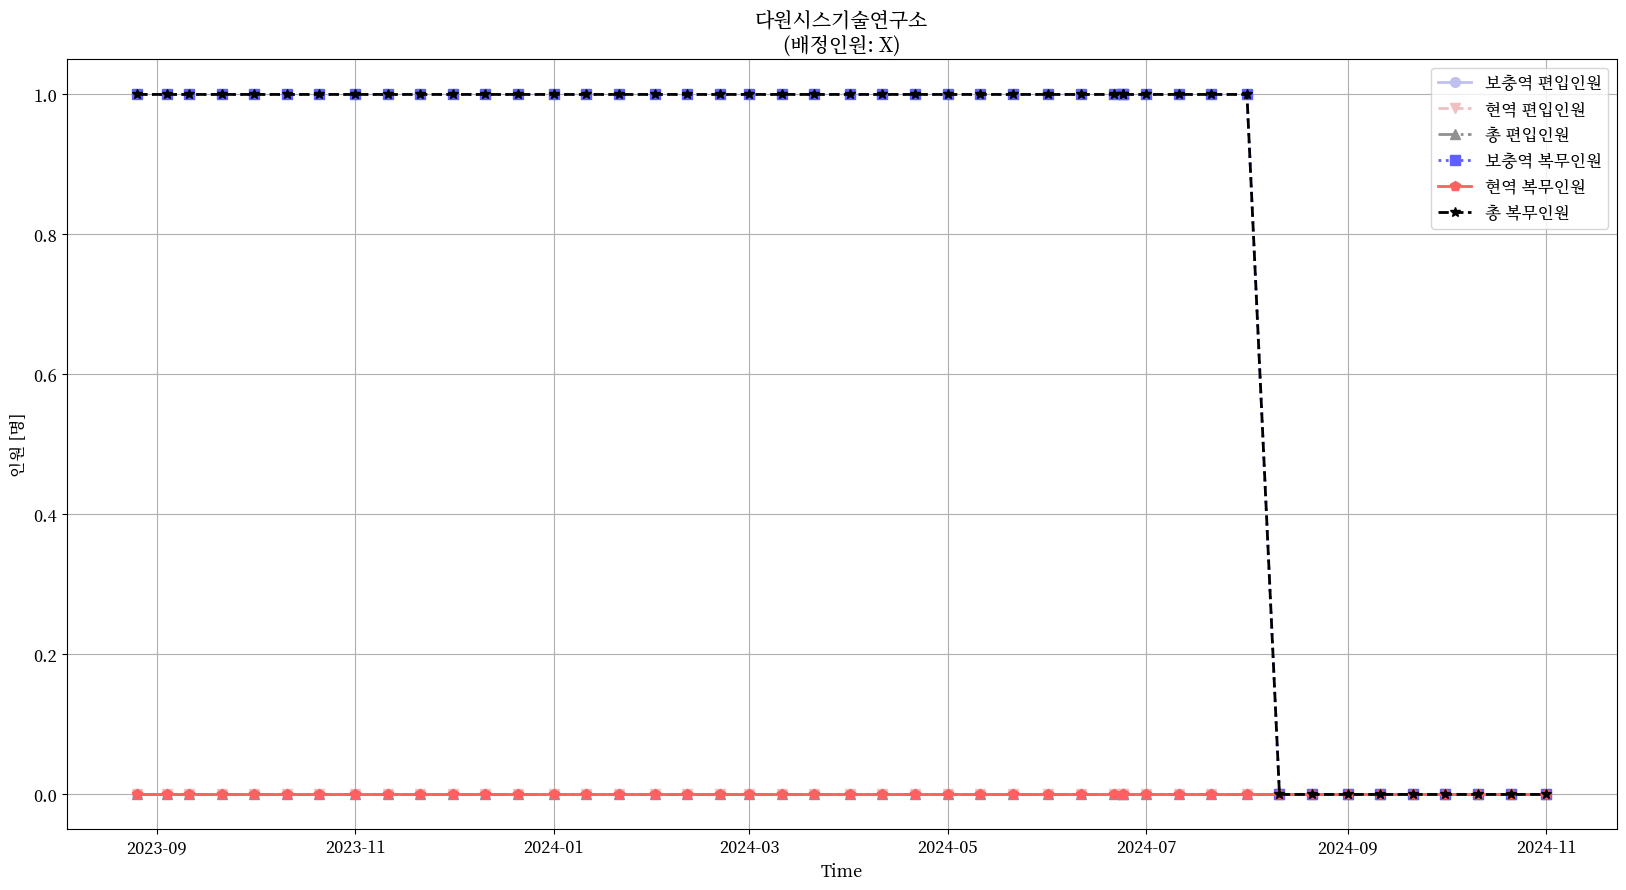 다원시스기술연구소
(배정인원: X)
보충역 편입인원
현역 편입인원
총 편입인원
보충역 복무인원
현역 복무인원
총 복무인원
인원 [명]
1.0
0.8
0.6
0.4
0.2
0.0
2023-09
2023-11
2024-01
2024-03
2024-05
2024-07
2024-09
2024-11
Time